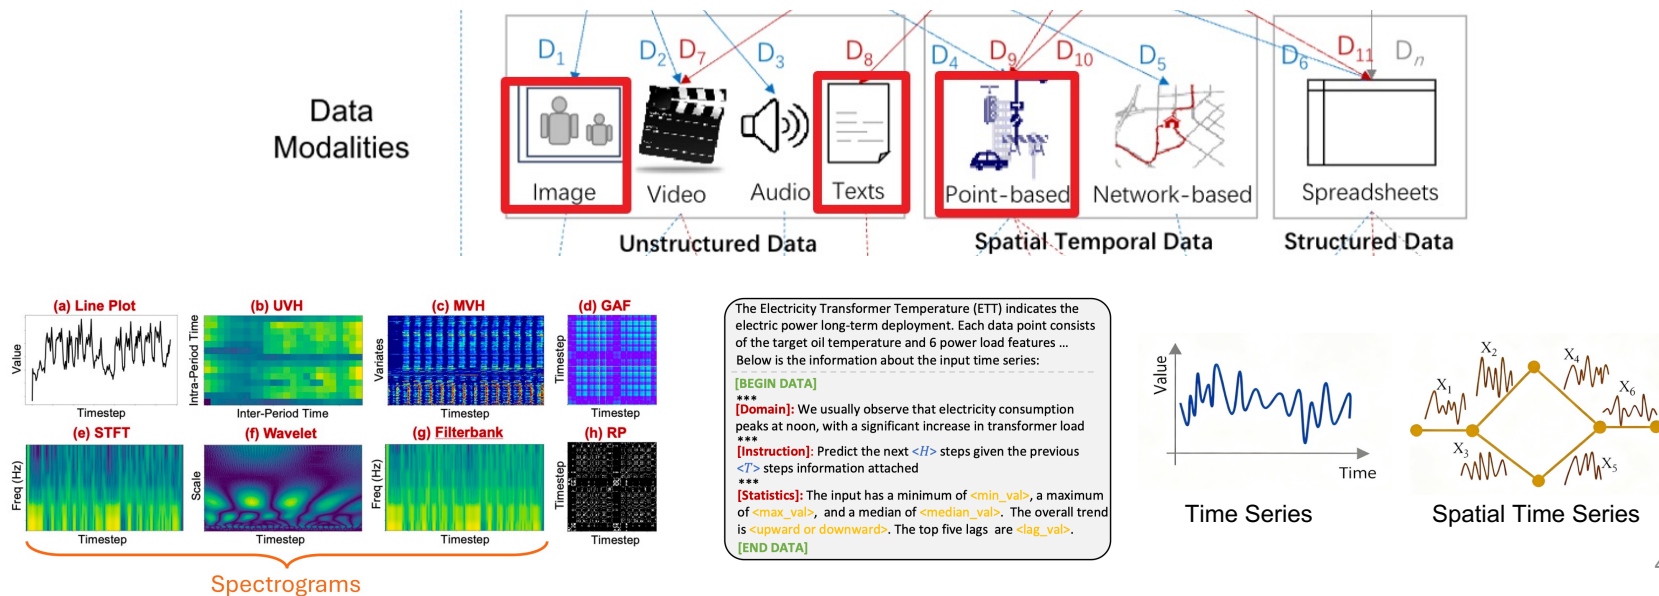 Data
Modalities
D1
D2
D7
D3
D8
D4
D9
D10
D5
D6
D11
Dn
Image
Video
Audio
Texts
Point-based
Network-based
Spreadsheets
Unstructured Data
Spatial Temporal Data
Structured Data
(a) Line Plot
Value
Timestep
(b) UVH
Intra-Period Time
Inter-Period Time
(c) MVH
Variates
Timestep
(d) GAF
Timestep
(e) STFT
Freq (Hz)
Timestep
(f) Wavelet
Scale
Timestep
(g) Filterbank
Freq (Hz)
Timestep
(h) RP
Timestep
Timestep
Spectrograms
The Electricity Transformer Temperature (ETT) indicates the
electric power long-term deployment. Each data point consists
of the target oil temperature and 6 power load features ...
Below is the information about the input time series:
[BEGIN DATA]
***
[Domain]: We usually observe that electricity consumption
peaks at noon, with a significant increase in transformer load
***
[Instruction]: Predict the next <H> steps given the previous
<T> steps information attached
***
[Statistics]: The input has a minimum of <min_val>, a maximum
of <max_val>, and a median of <median_val>. The overall trend
is <upward or downward>. The top five lags are <lag_val>.
[END DATA]
Value
Time
Time Series
X1
X2
X3
X4
X5
X6
Spatial Time Series